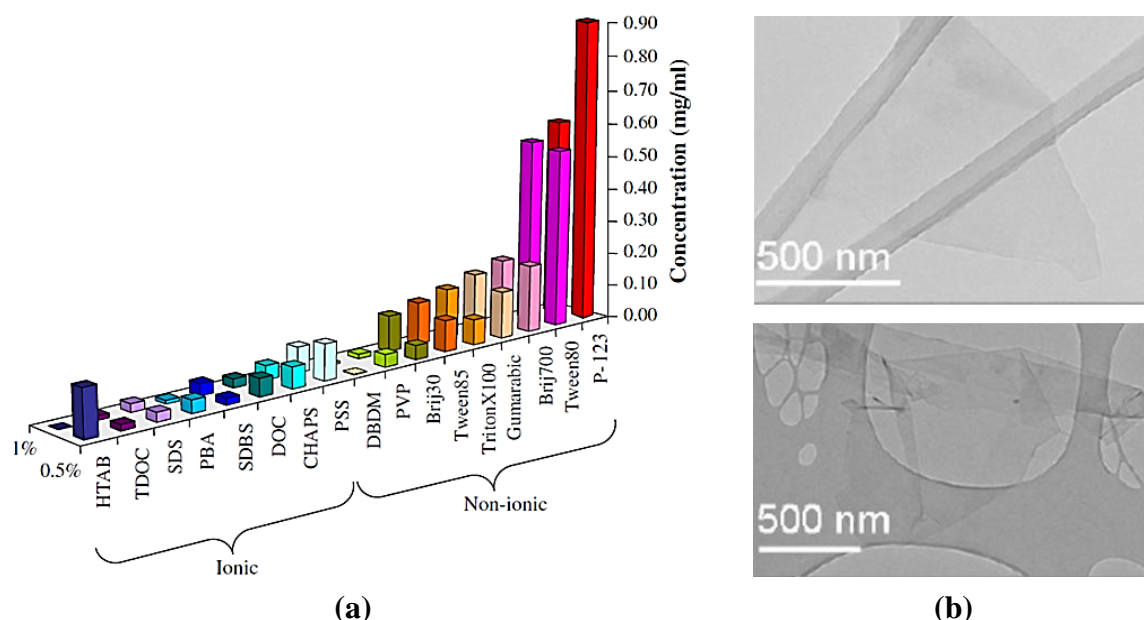 0.90
0.80
0.70
0.60
0.50
0.40
0.30
0.20
0.10
0.00
Concentration (mg/ml)
1%
0.5%
HTAB
TDOC
SDS
PBA
SDBS
DOC
CHAPS
PSS
DBDM
PVP
Brij30
Tween85
TritonX100
Gumarabic
Brij700
Tween80
P-123
Ionic
Non-ionic
(a)
500 nm
500 nm
(b)